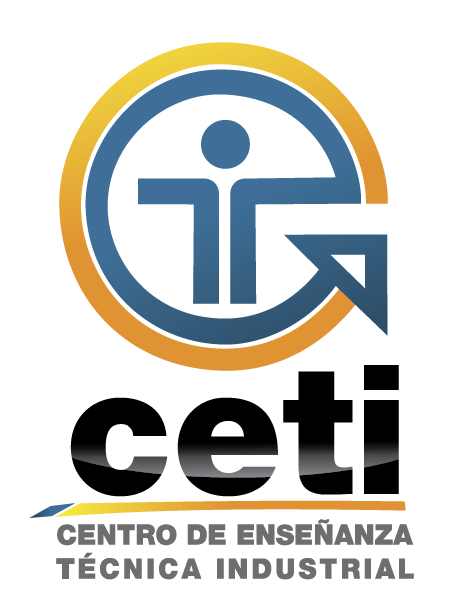 ceti
CENTRO DE ENSEÑANZA
TÉCNICA INDUSTRIAL